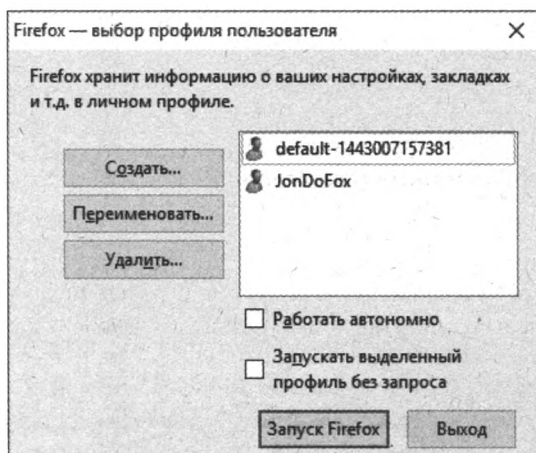 Firefox — выбор профиля пользователя
Firefox хранит информацию о ваших настройках, закладках
и т.д. в личном профиле.
Создать...
Переименовать...
Удалить...
default-1443007157381
JonDoFox
Работать автономно
Запускать выделенный
профиль без запроса
Запуск Firefox
Выход